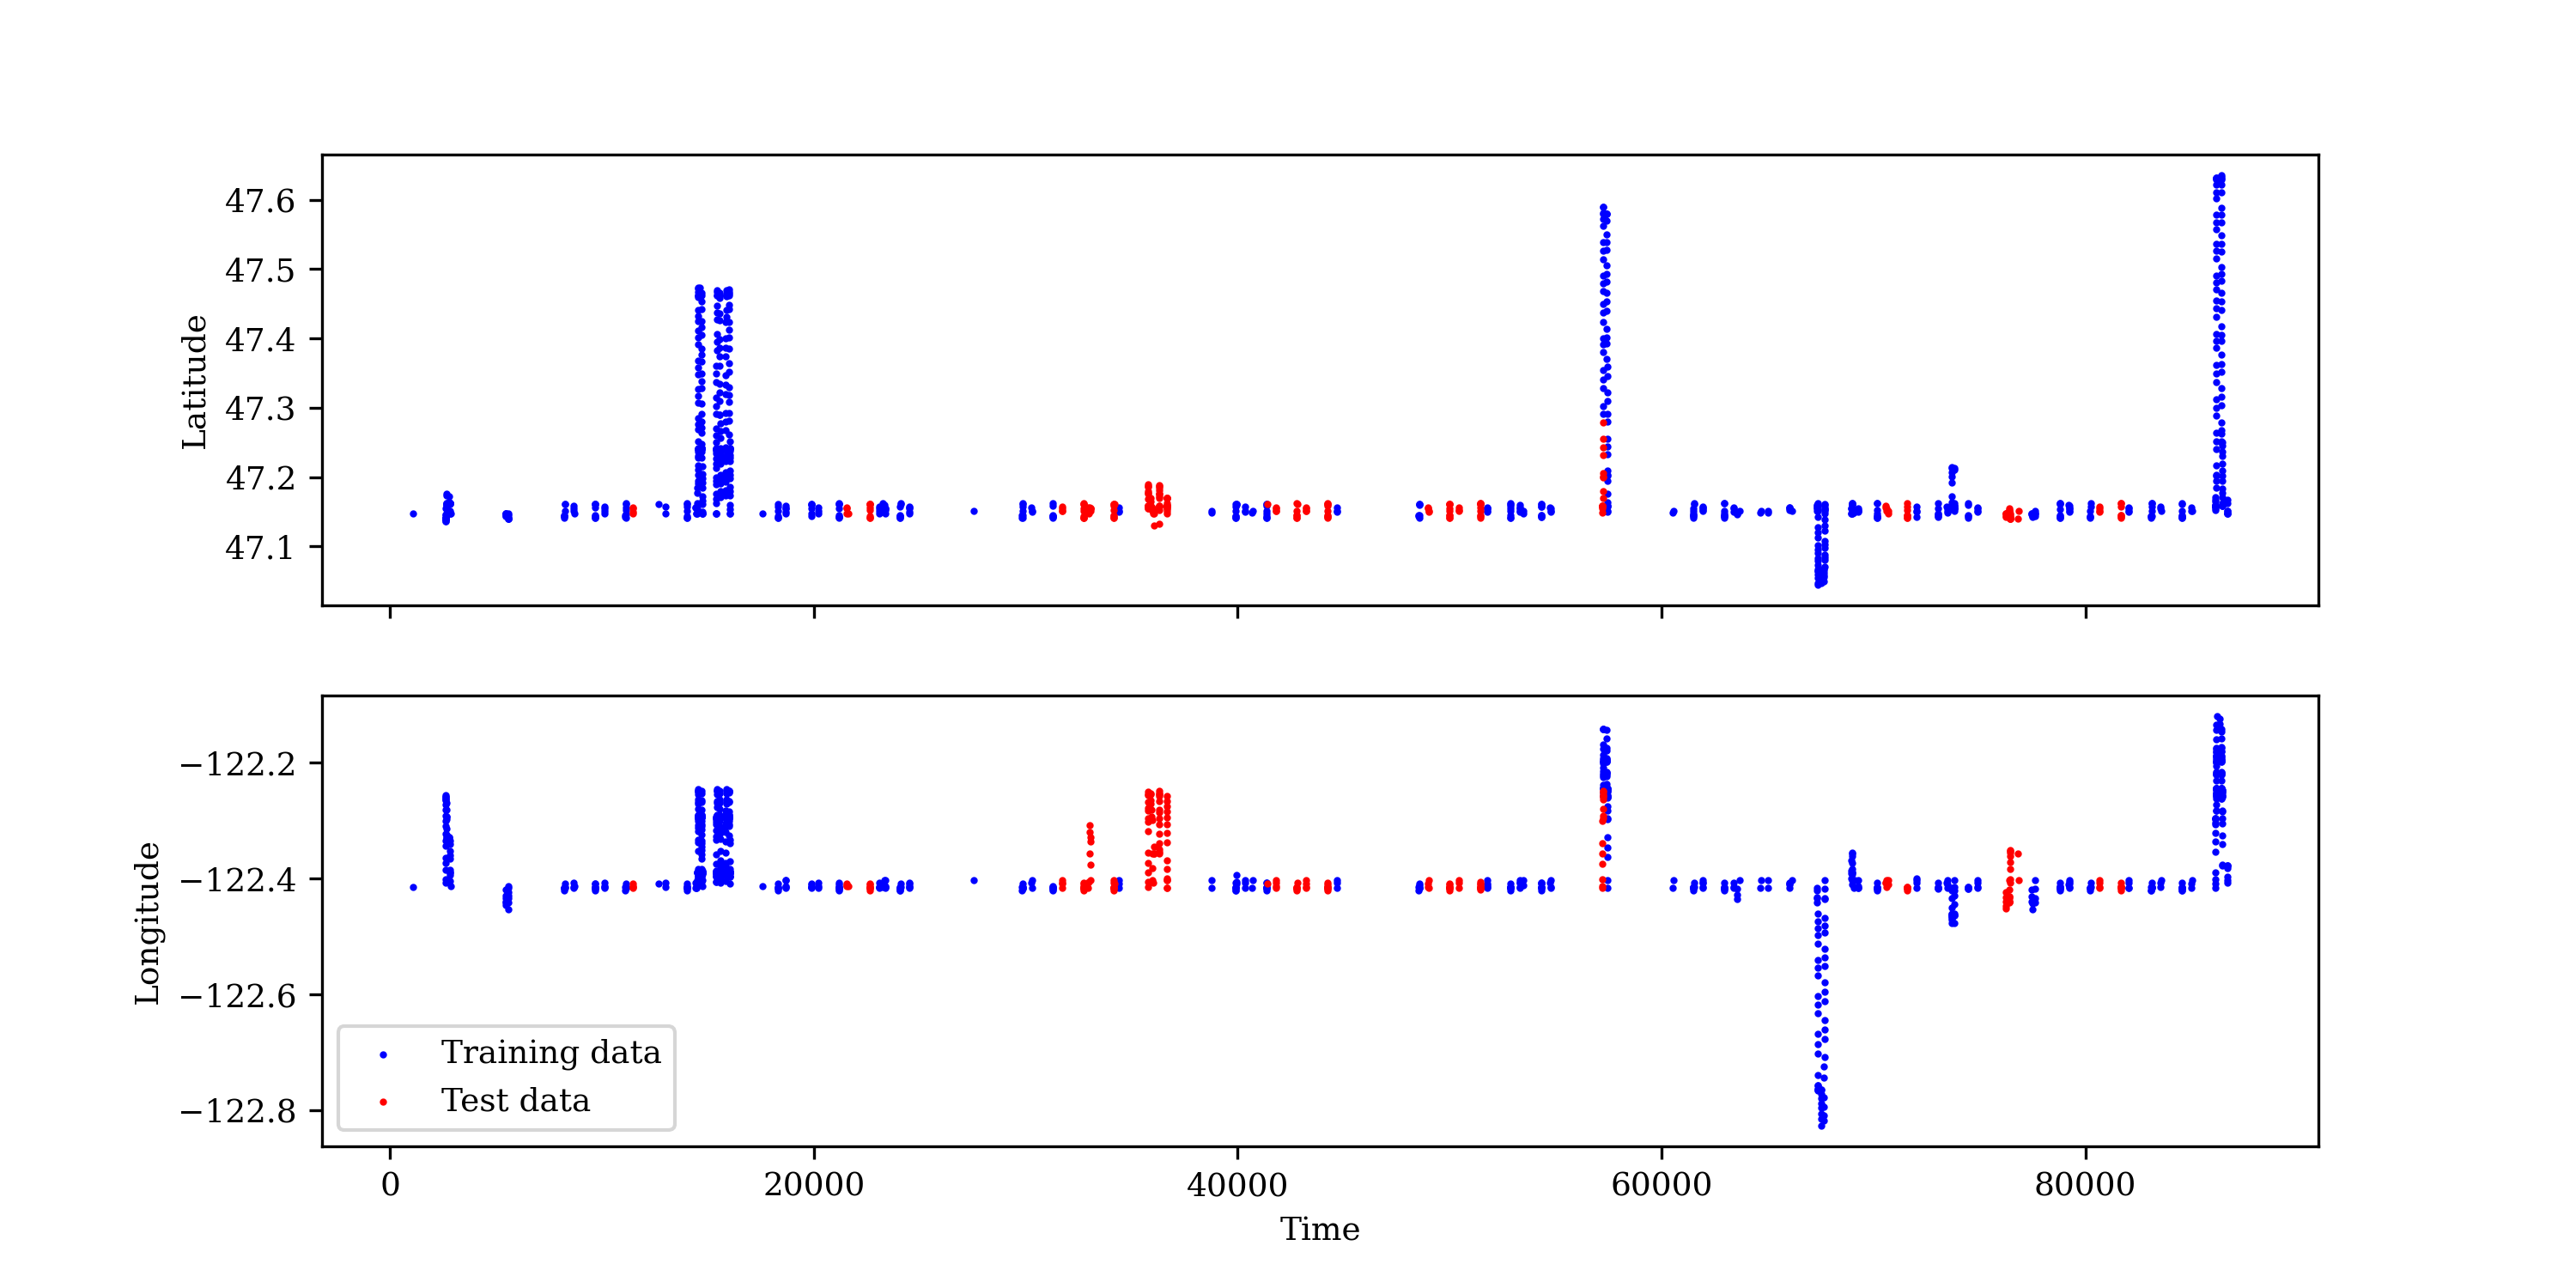 47.6
47.5
47.4
47.3
47.2
47.1
Latitude
−122.2
−122.4
−122.6
−122.8
Longitude
Training data
Test data
0 20000 40000 60000 80000
Time